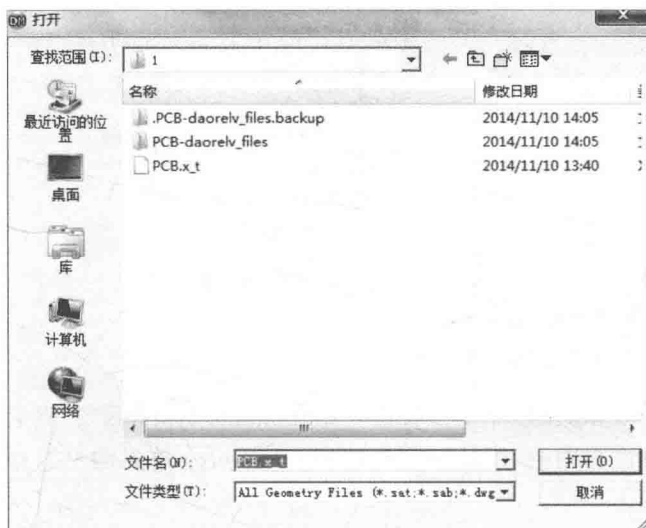 DM 打开
查找范围(I): 1
名称 修改日期
.PCB-daorelv_files.backup 2014/11/10 14:05
PCB-daorelv_files 2014/11/10 14:05
PCB.x_t 2014/11/10 13:40
最近访问的位置
桌面
库
计算机
网络
文件名(N): PCB.x_t 打开(O)
文件类型(T): All Geometry Files (*.sat;*.sab;*.dwg 取消